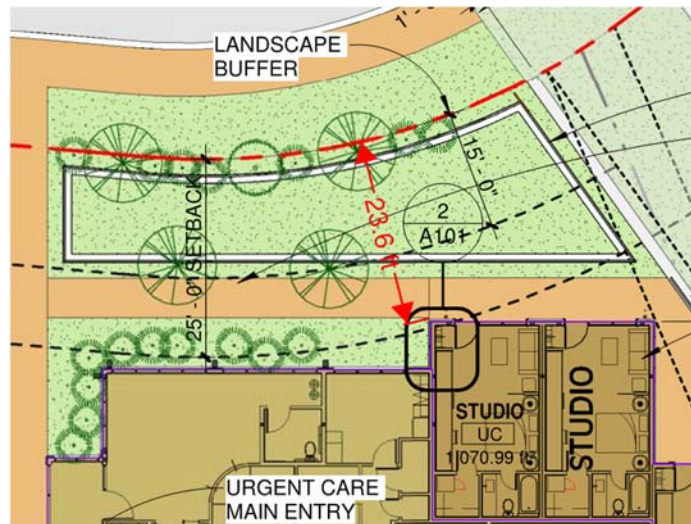 1'-
LANDSCAPE
BUFFER
15' - 0"
25' - 0" SETBACK
23.6 ft
2
A101
STUDIO
UC
STUDIO
URGENT CARE
MAIN ENTRY